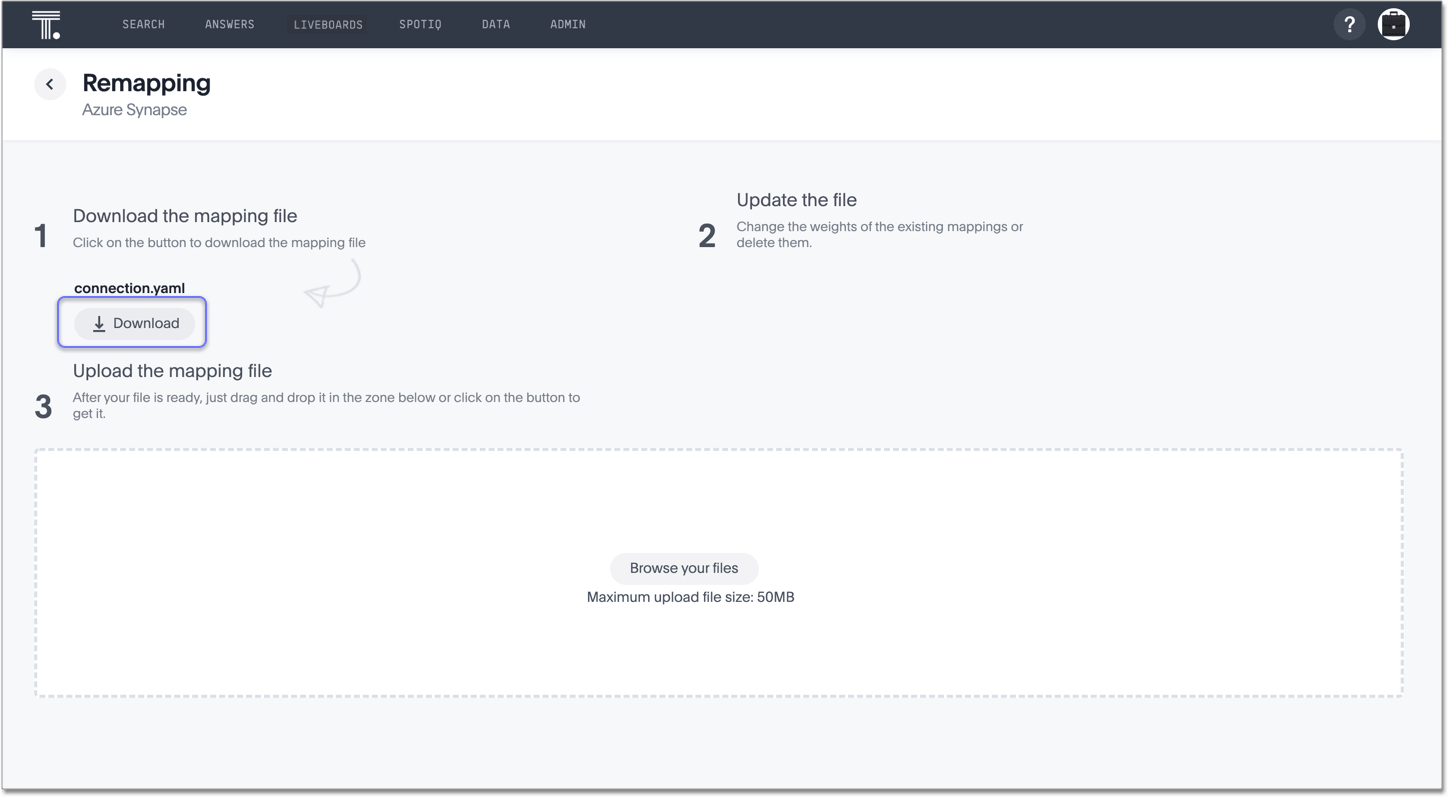 SEARCH ANSWERS LIVEBOARDS SPOTIQ DATA ADMIN ?
Remapping
Azure Synapse
1 Download the mapping file
Click on the button to download the mapping file
connection.yaml
Download
2 Update the file
Change the weights of the existing mappings or
delete them.
3 Upload the mapping file
After your file is ready, just drag and drop it in the zone below or click on the button to
get it.
Browse your files
Maximum upload file size: 50MB